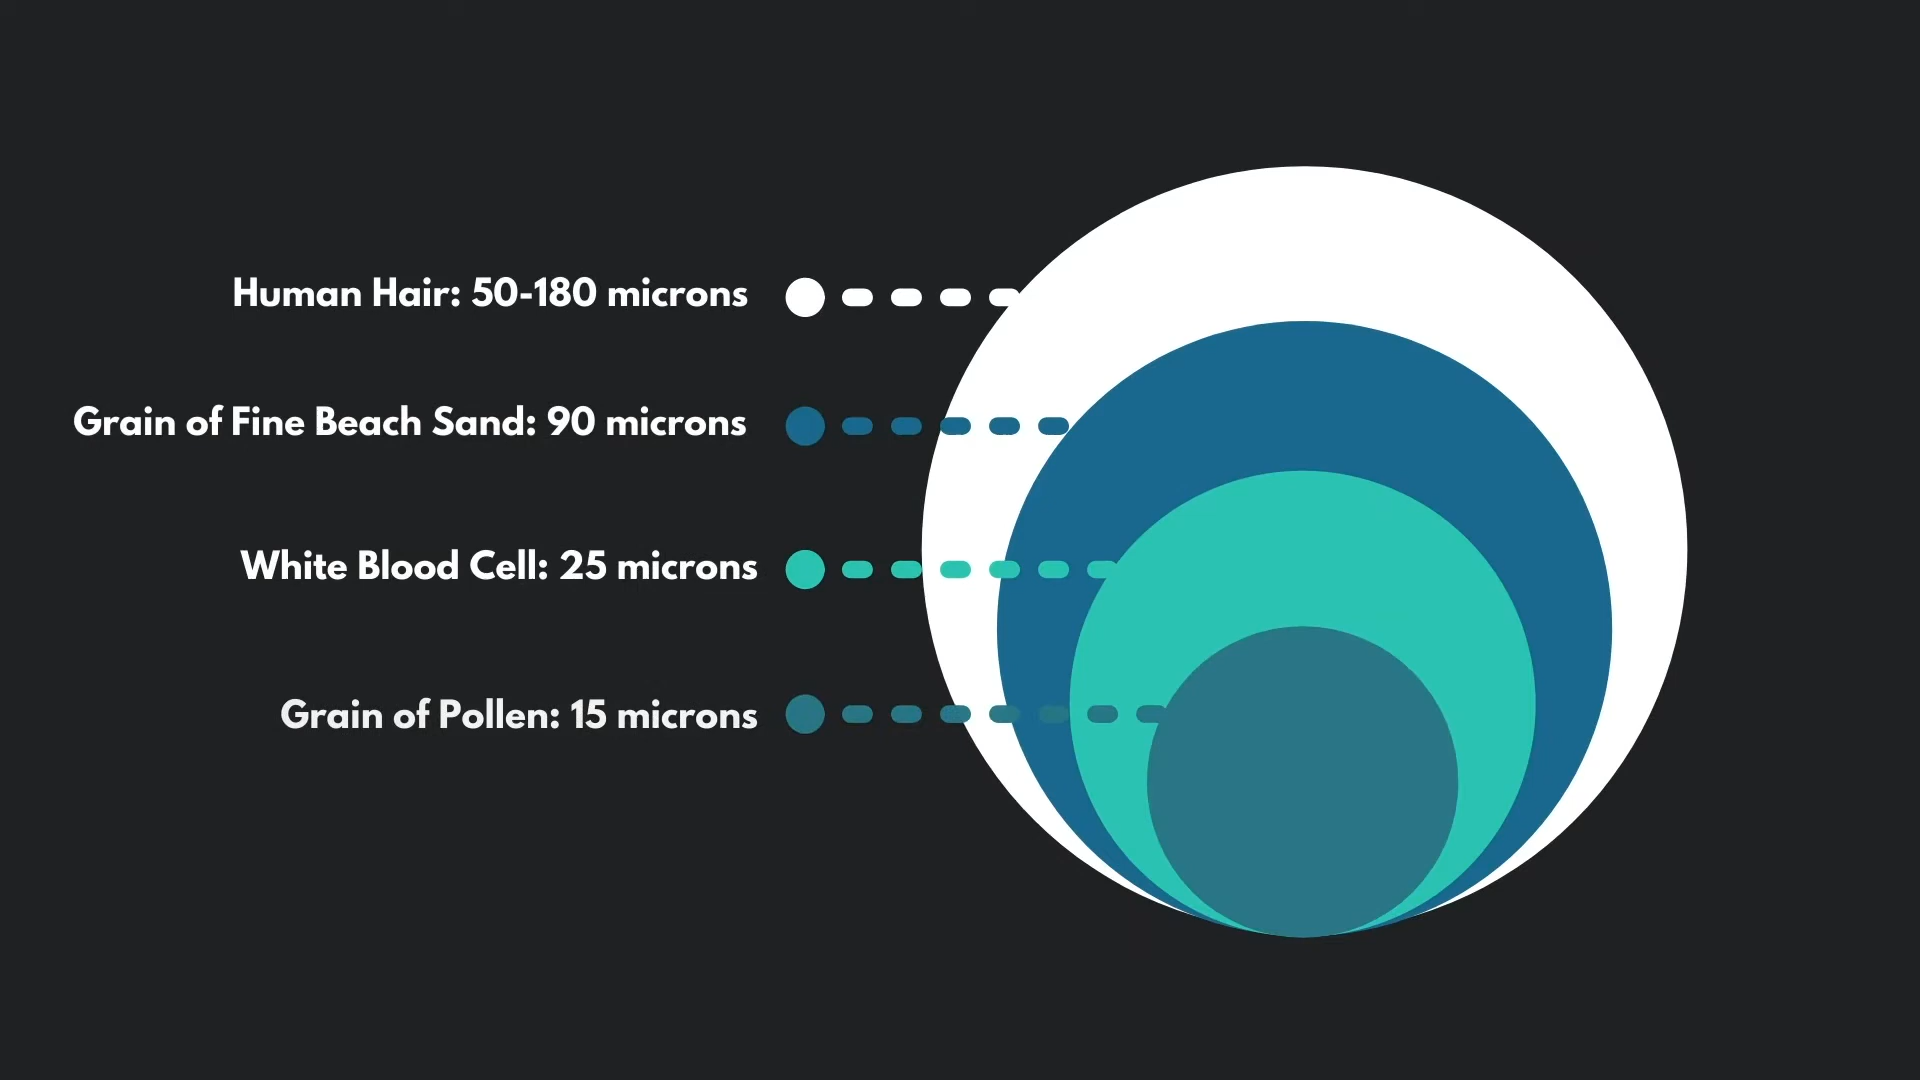 Human Hair: 50-180 microns
Grain of Fine Beach Sand: 90 microns
White Blood Cell: 25 microns
Grain of Pollen: 15 microns